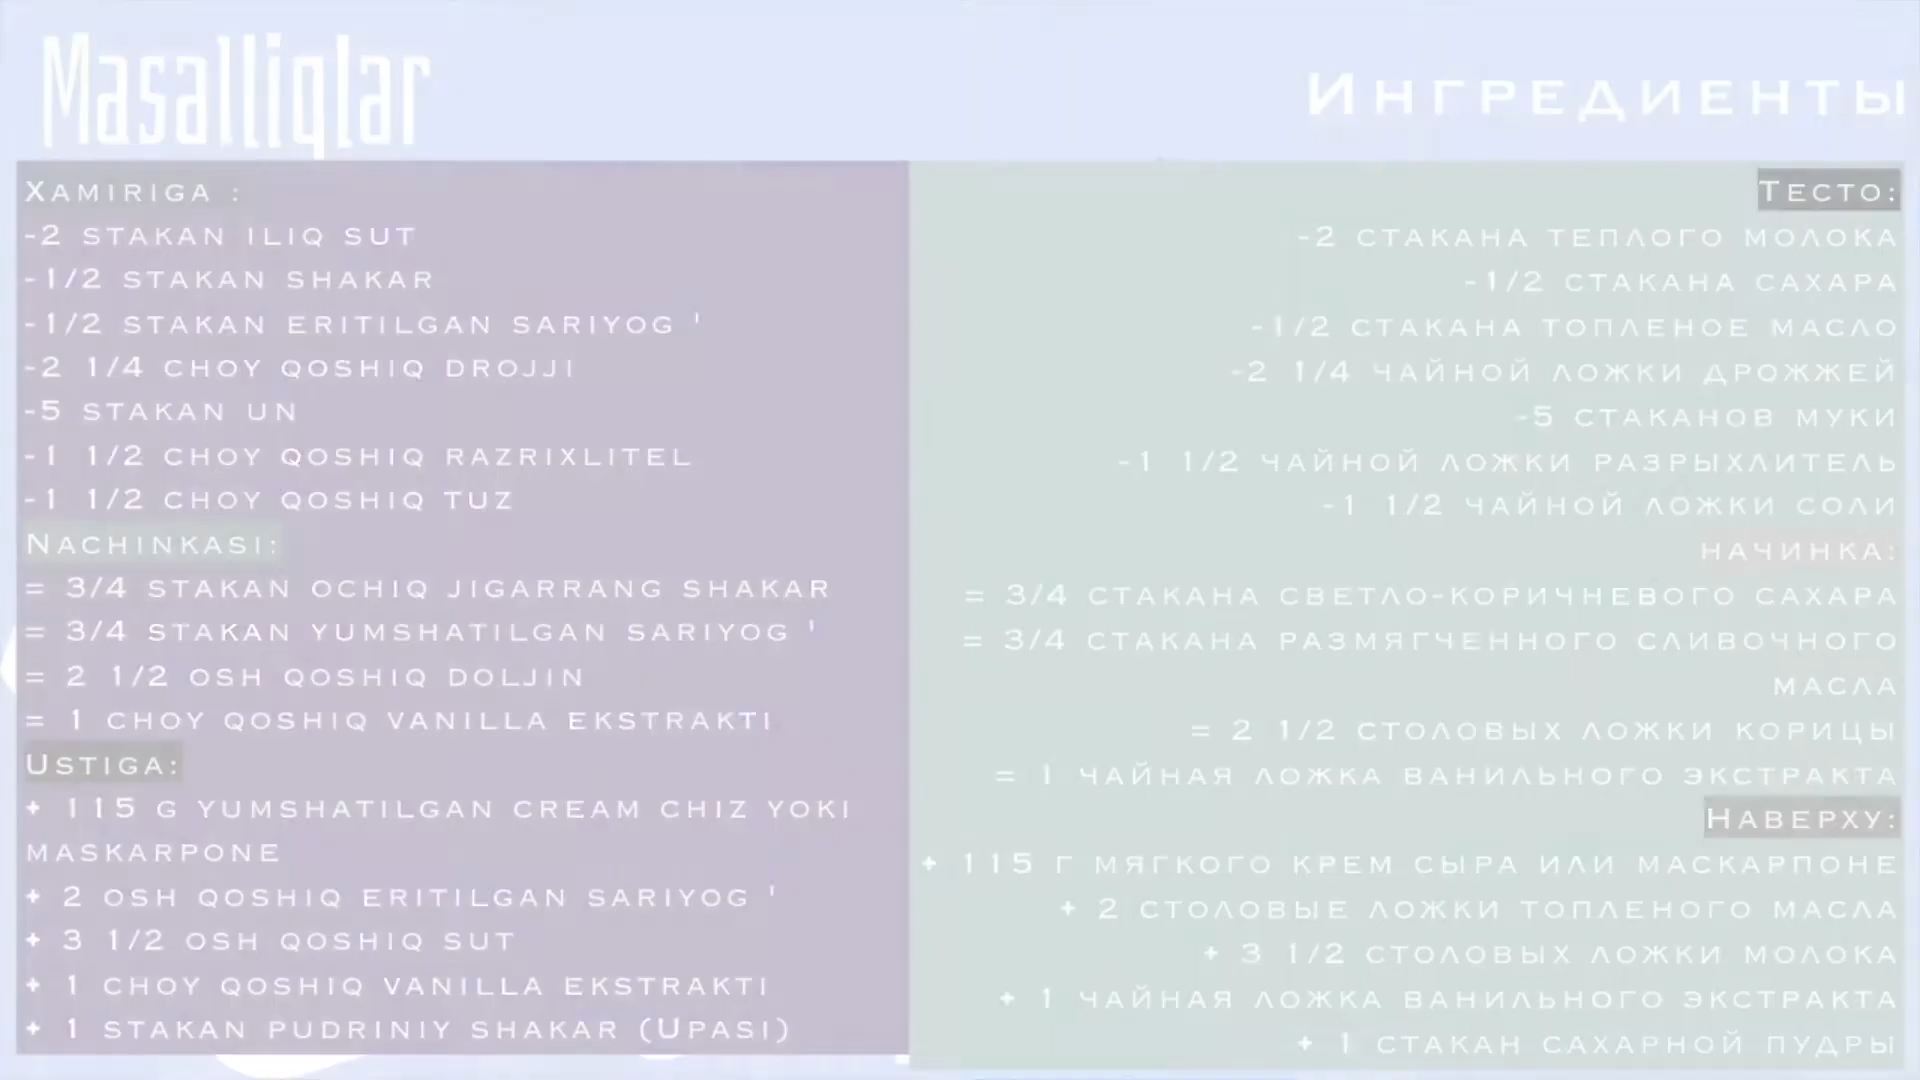 Masalliqlar
Xamiriga :
-2 stakan iliq sut
-1/2 stakan shakar
-1/2 stakan eritilgan sariyog '
-2 1/4 choy qoshiq drojji
-5 stakan un
-1 1/2 choy qoshiq razrixlitel
-1 1/2 choy qoshiq tuz
Nachinkasi:
= 3/4 stakan ochiq jigarrang shakar
= 3/4 stakan yumshatilgan sariyog '
= 2 1/2 osh qoshiq doljin
= 1 choy qoshiq vanilla ekstrakti
Ustiga:
+ 115 g yumshatilgan cream chiz yoki
maskarpone
+ 2 osh qoshiq eritilgan sariyog '
+ 3 1/2 osh qoshiq sut
+ 1 choy qoshiq vanilla ekstrakti
+ 1 stakan pudriniy shakar (Upasi)
Ингредиенты
Тесто:
-2 стакана теплого молока
-1/2 стакана сахара
-1/2 стакана топленое масло
-2 1/4 чайной ложки дрожжей
-5 стаканов муки
-1 1/2 чайной ложки разрыхлитель
-1 1/2 чайной ложки соли
начинка:
= 3/4 стакана светло-коричневого сахара
= 3/4 стакана размягченного сливочного
масла
= 2 1/2 столовых ложки корицы
= 1 чайная ложка ванильного экстракта
Наверху:
+ 115 г мягкого крем сыра или маскарпоне
+ 2 столовые ложки топленого масла
+ 3 1/2 столовых ложки молока
+ 1 чайная ложка ванильного экстракта
+ 1 стакан сахарной пудры